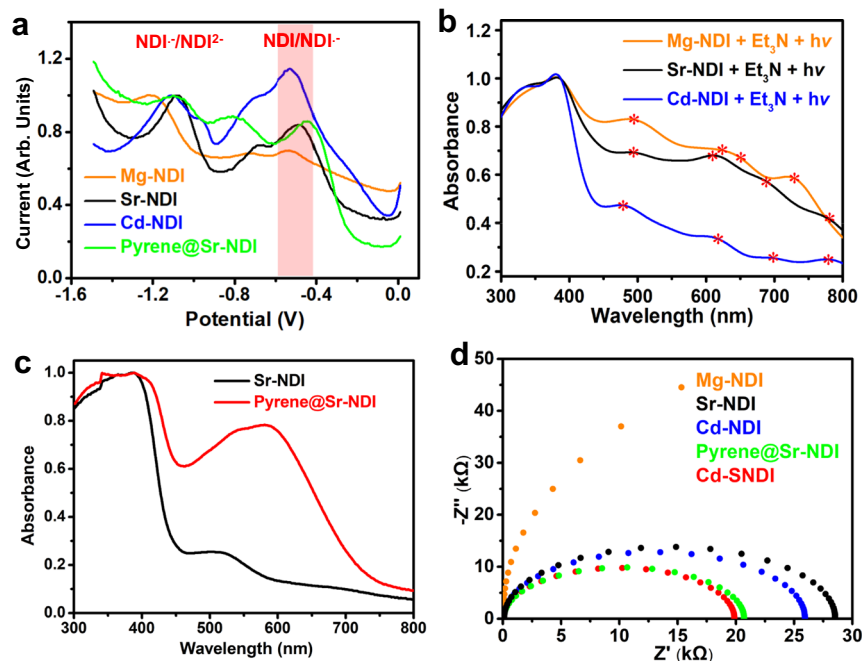 a
NDI·-/NDI²-
NDI/NDI·-
Current (Arb. Units)
1.2
0.8
0.4
0.0
Mg-NDI
Sr-NDI
Cd-NDI
Pyrene@Sr-NDI
-1.6
-1.2
-0.8
-0.4
0.0
Potential (V)
b
Absorbance
1.2
1.0
0.8
0.6
0.4
0.2
Mg-NDI + Et₃N + hν
Sr-NDI + Et₃N + hν
Cd-NDI + Et₃N + hν
300
400
500
600
700
800
Wavelength (nm)
c
Absorbance
1.0
0.8
0.6
0.4
0.2
0.0
Sr-NDI
Pyrene@Sr-NDI
300
400
500
600
700
800
Wavelength (nm)
d
-Z'' (kΩ)
50
40
30
20
10
0
Mg-NDI
Sr-NDI
Cd-NDI
Pyrene@Sr-NDI
Cd-SNDI
0
5
10
15
20
25
30
Z' (kΩ)